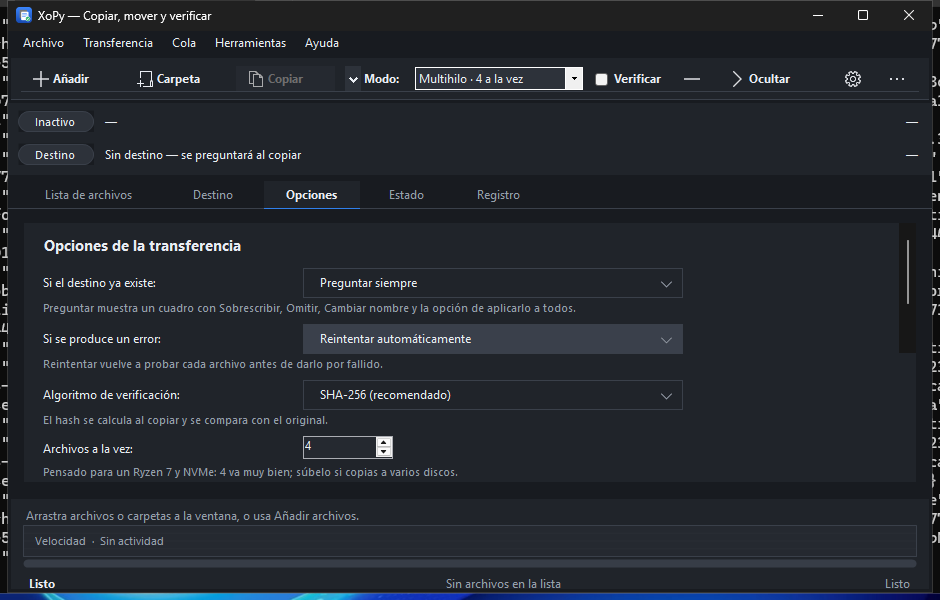 XoPy — Copiar, mover y verificar
Archivo Transferencia Cola Herramientas Ayuda
Añadir Carpeta Copiar Modo: Multihilo · 4 a la vez Verificar — Ocultar ...
Inactivo —
Destino Sin destino — se preguntará al copiar
Lista de archivos Destino Opciones Estado Registro
Opciones de la transferencia
Si el destino ya existe: Preguntar siempre
Preguntar muestra un cuadro con Sobrescribir, Omitir, Cambiar nombre y la opción de aplicarlo a todos.
Si se produce un error: Reintentar automáticamente
Reintentar vuelve a probar cada archivo antes de darlo por fallido.
Algoritmo de verificación: SHA-256 (recomendado)
El hash se calcula al copiar y se compara con el original.
Archivos a la vez: 4
Pensado para un Ryzen 7 y NVMe: 4 va muy bien; súbelo si copias a varios discos.
Arrastra archivos o carpetas a la ventana, o usa Añadir archivos.
Velocidad · Sin actividad
Listo Sin archivos en la lista Listo